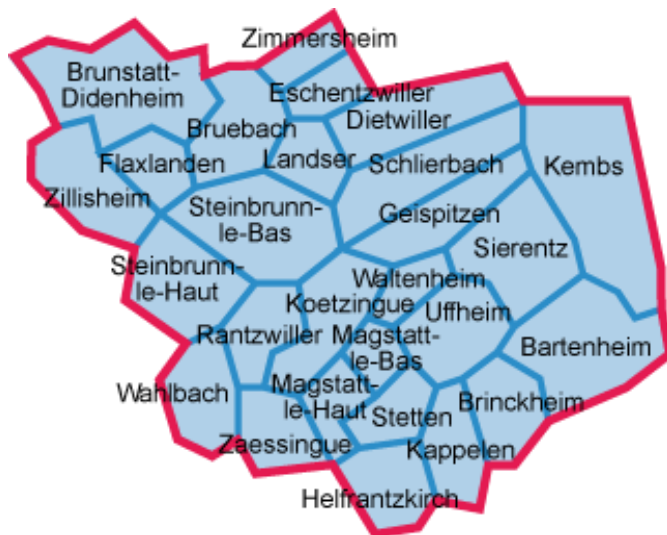 Zimmersheim
Brunstatt-
Didenheim
Eschentzwiller
Dietwiller
Bruebach
Landser
Flaxlanden
Schlierbach
Kembs
Zillisheim
Steinbrunn-
le-Bas
Geispitzen
Sierentz
Steinbrunn-
le-Haut
Waltenheim
Koetzingue
Uffheim
Rantzwiller
Magstatt-
le-Bas
Bartenheim
Wahlbach
Magstatt-
le-Haut
Stetten
Brinckheim
Zaessingue
Kappelen
Helfrantzkirch